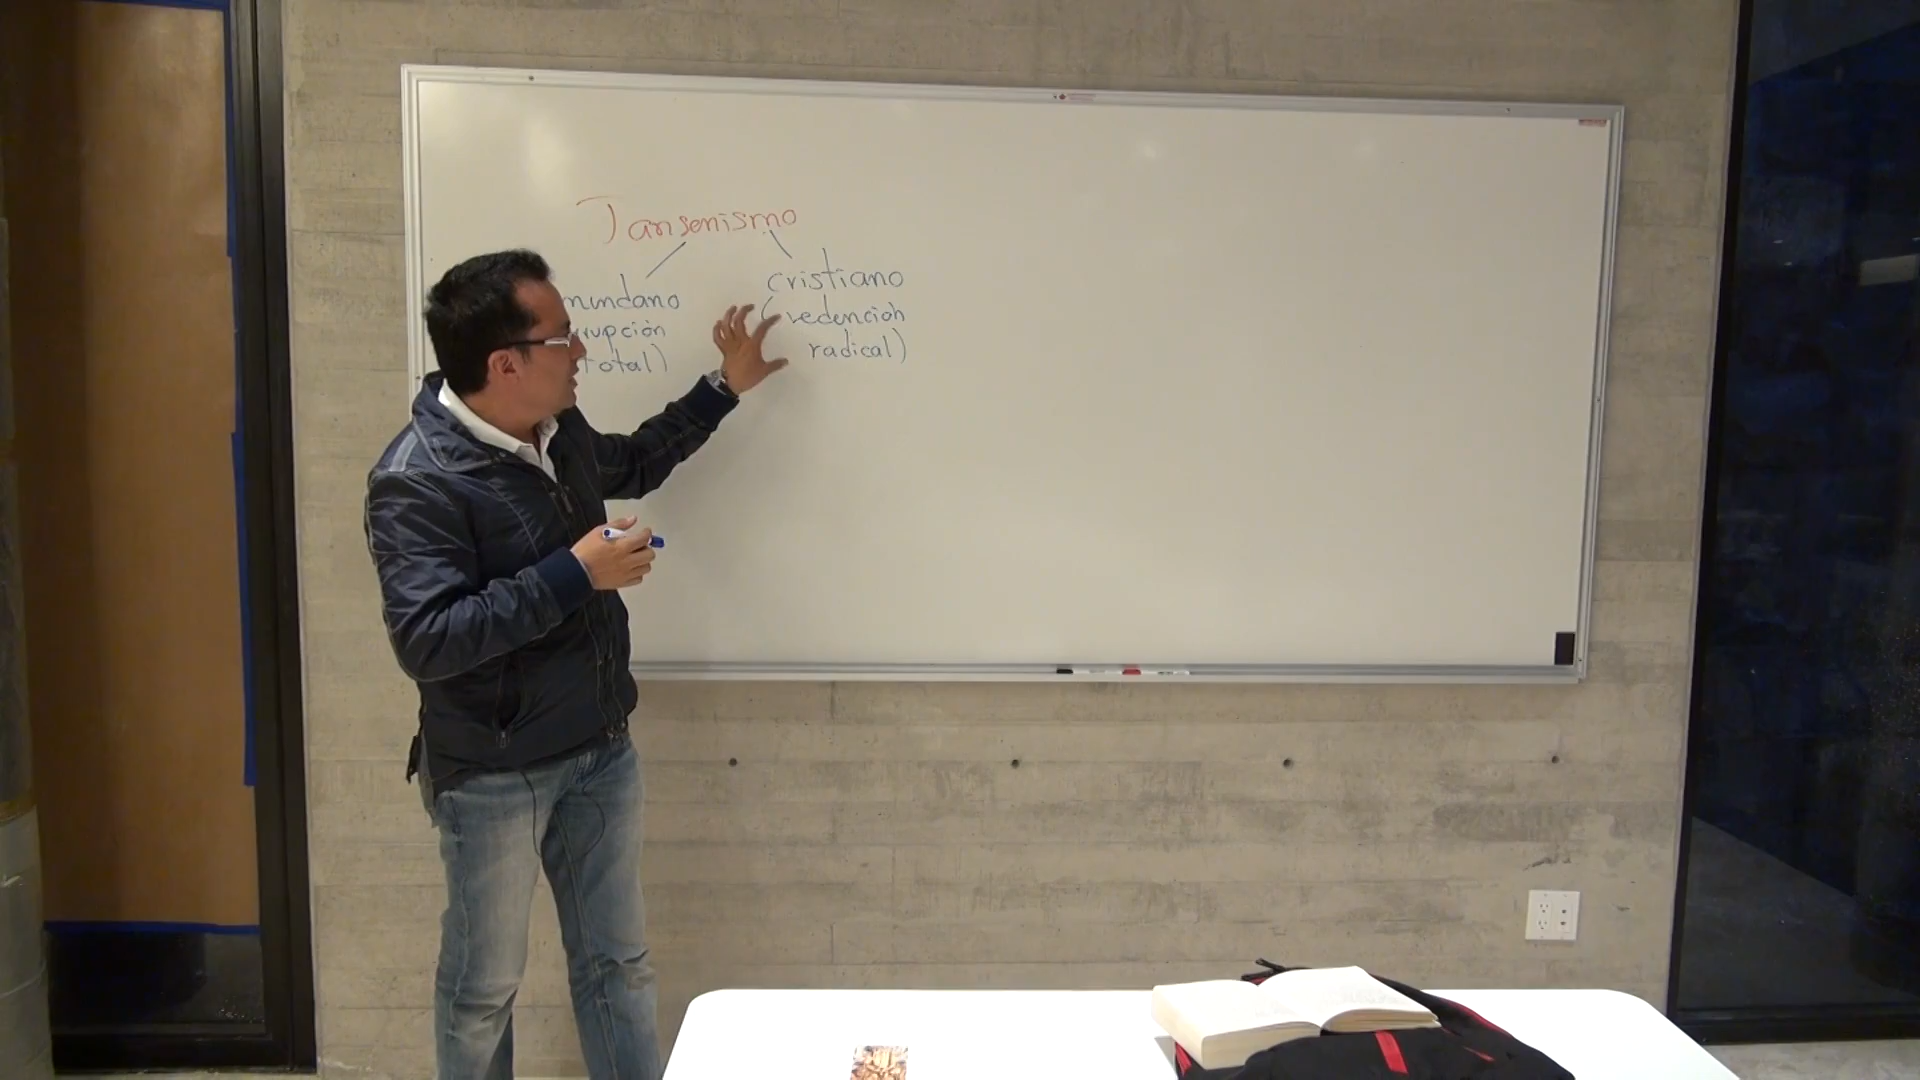 Jansenismo
mundano
rrupción
total)
cristiano
(redención
radical)